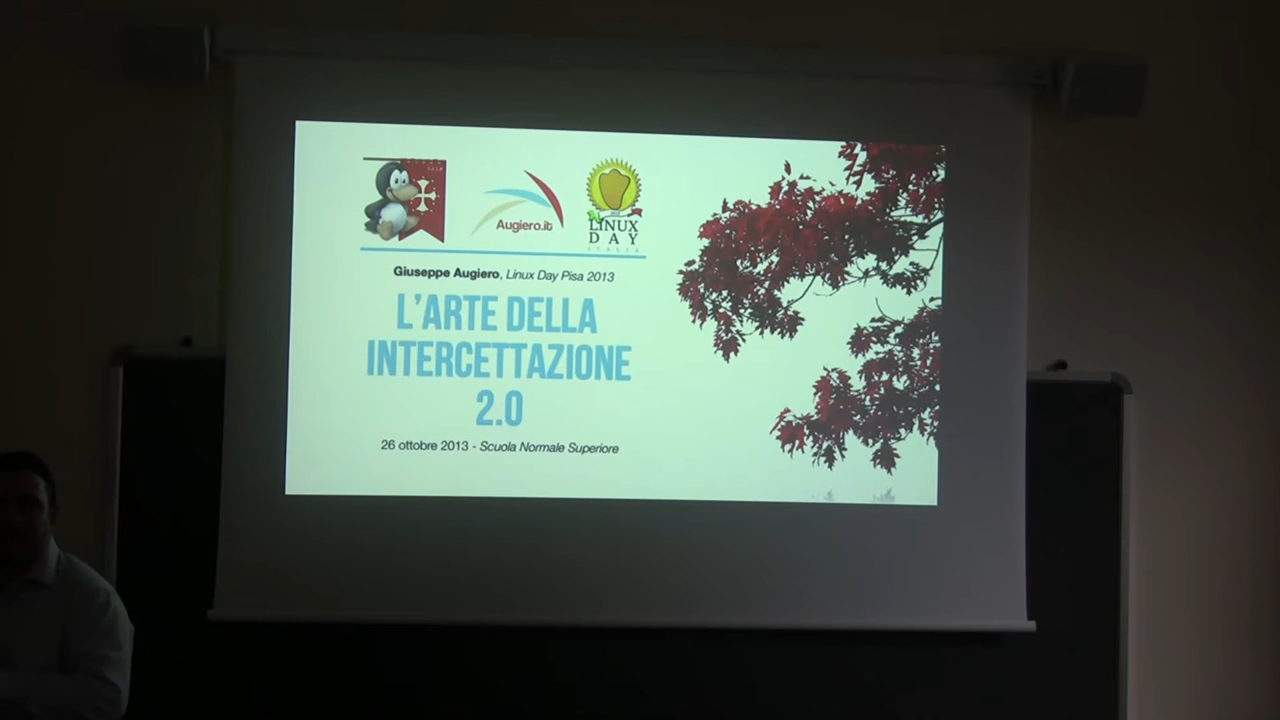 Augiero.it
LINUX
DAY
ITALIA
Giuseppe Augiero, Linux Day Pisa 2013
L'ARTE DELLA
INTERCETTAZIONE
2.0
26 ottobre 2013 - Scuola Normale Superiore